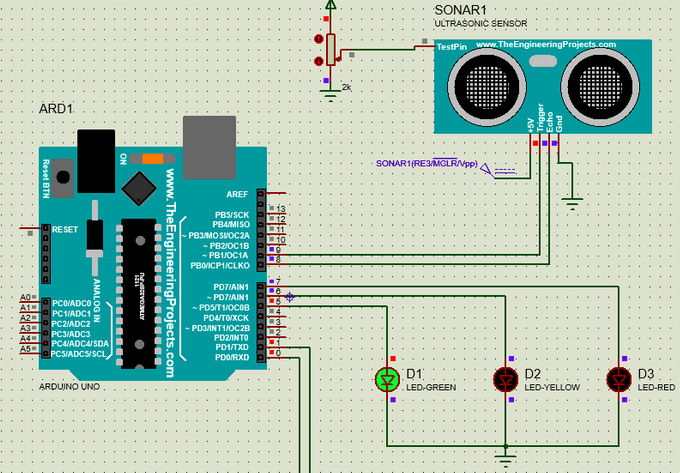 SONAR1
ULTRASONIC SENSOR
TestPin
www.TheEngineeringProjects.com
2k
+5V
Trigger
Echo
Gnd
SONAR1(RE3/MCLR/Vpp)
ARD1
Reset BTN
ON
www.TheEngineeringProjects.com
AREF
PB5/SCK
13
PB4/MISO
12
~ PB3/MOSI/OC2A
11
~ PB2/OC1B
10
~ PB1/OC1A
9
PB0/ICP1/CLKO
8
RESET
ANALOG IN
1121
ATMEGA328P-PU
PD7/AIN1
7
~ PD7/AIN1
6
~ PD5/T1/OC0B
5
PD4/T0/XCK
4
~ PD3/INT1/OC2B
3
PD2/INT0
2
PD1/TXD
1
PD0/RXD
0
A0
PC0/ADC0
A1
PC1/ADC1
A2
PC2/ADC2
A3
PC3/ADC3
A4
PC4/ADC4/SDA
A5
PC5/ADC5/SCL
ARDUINO UNO
D1
LED-GREEN
D2
LED-YELLOW
D3
LED-RED